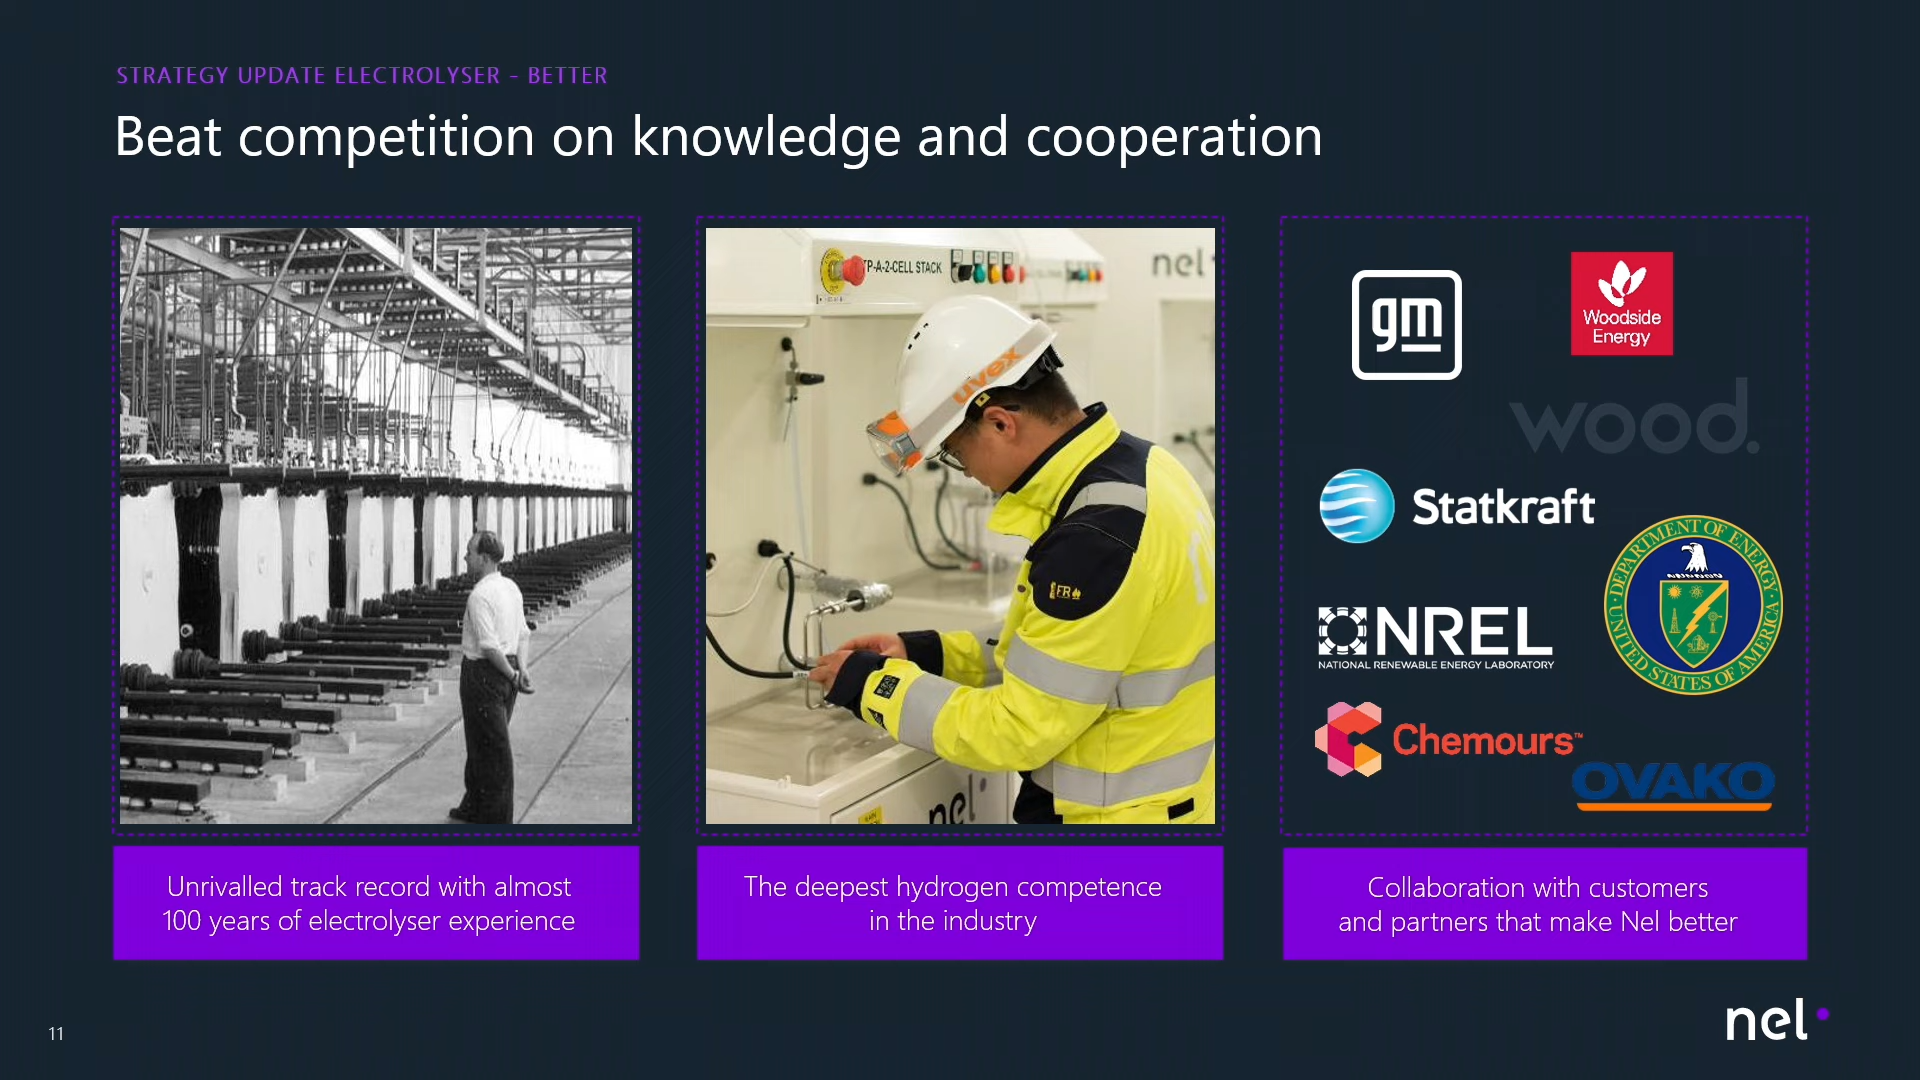 STRATEGY UPDATE ELECTROLYSER - BETTER
Beat competition on knowledge and cooperation
TP-A-2-CELL STACK
nel
uvex
FR
nel
Unrivalled track record with almost
100 years of electrolyser experience
The deepest hydrogen competence
in the industry
gm
Woodside
Energy
wood.
Statkraft
DEPARTMENT OF ENERGY
UNITED STATES OF AMERICA
NREL
NATIONAL RENEWABLE ENERGY LABORATORY
Chemours™
OVAKO
Collaboration with customers
and partners that make Nel better
11
nel